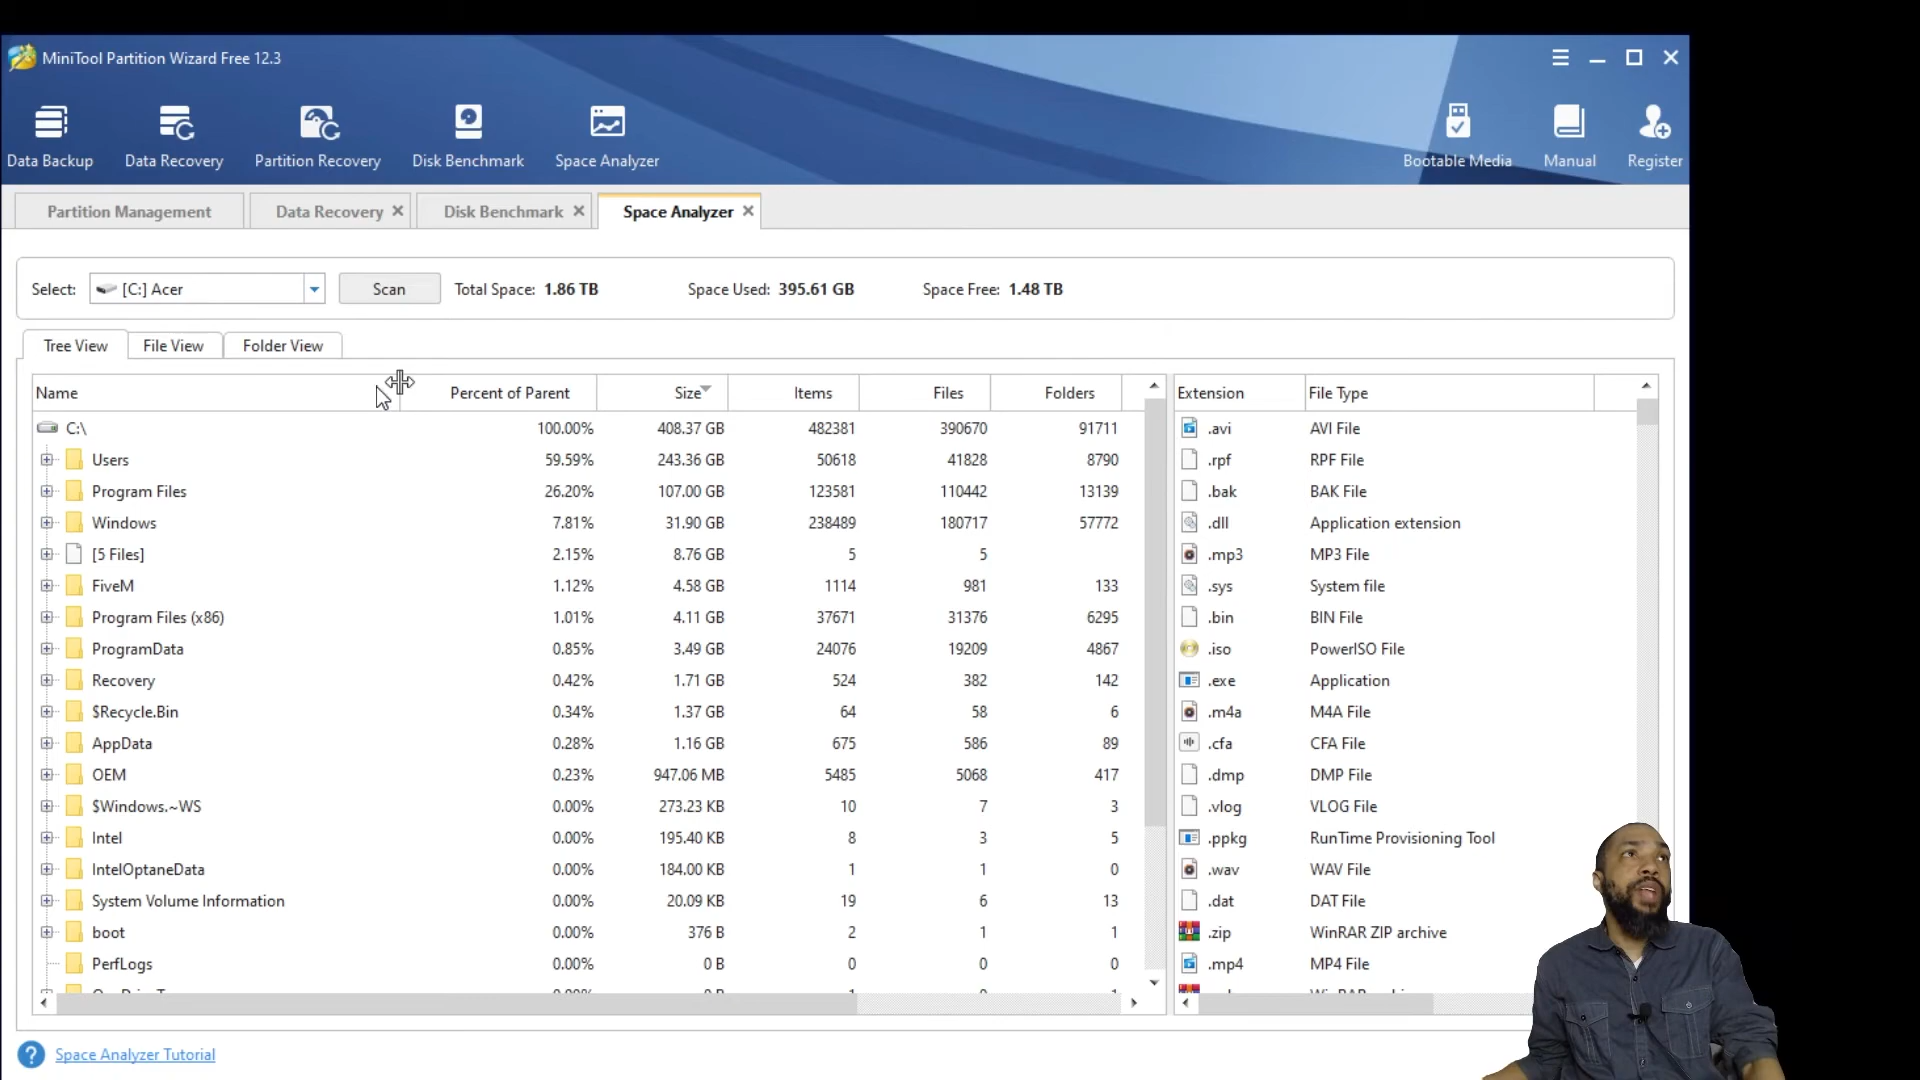 MiniTool Partition Wizard Free 12.3
Data Backup Data Recovery Partition Recovery Disk Benchmark Space Analyzer Bootable Media Manual Register
Partition Management Data Recovery Disk Benchmark Space Analyzer
Select: [C:] Acer Scan Total Space: 1.86 TB Space Used: 395.61 GB Space Free: 1.48 TB
Tree View File View Folder View
Name Percent of Parent Size Items Files Folders Extension File Type
C:\ 100.00% 408.37 GB 482381 390670 91711 .avi AVI File
Users 59.59% 243.36 GB 50618 41828 8790 .rpf RPF File
Program Files 26.20% 107.00 GB 123581 110442 13139 .bak BAK File
Windows 7.81% 31.90 GB 238489 180717 57772 .dll Application extension
[5 Files] 2.15% 8.76 GB 5 5 .mp3 MP3 File
FiveM 1.12% 4.58 GB 1114 981 133 .sys System file
Program Files (x86) 1.01% 4.11 GB 37671 31376 6295 .bin BIN File
ProgramData 0.85% 3.49 GB 24076 19209 4867 .iso PowerISO File
Recovery 0.42% 1.71 GB 524 382 142 .exe Application
$Recycle.Bin 0.34% 1.37 GB 64 58 6 .m4a M4A File
AppData 0.28% 1.16 GB 675 586 89 .cfa CFA File
OEM 0.23% 947.06 MB 5485 5068 417 .dmp DMP File
$Windows.~WS 0.00% 273.23 KB 10 7 3 .vlog VLOG File
Intel 0.00% 195.40 KB 8 3 5 .ppkg RunTime Provisioning Tool
IntelOptaneData 0.00% 184.00 KB 1 1 0 .wav WAV File
System Volume Information 0.00% 20.09 KB 19 6 13 .dat DAT File
boot 0.00% 376 B 2 1 1 .zip WinRAR ZIP archive
PerfLogs 0.00% 0 B 0 0 0 .mp4 MP4 File
Space Analyzer Tutorial